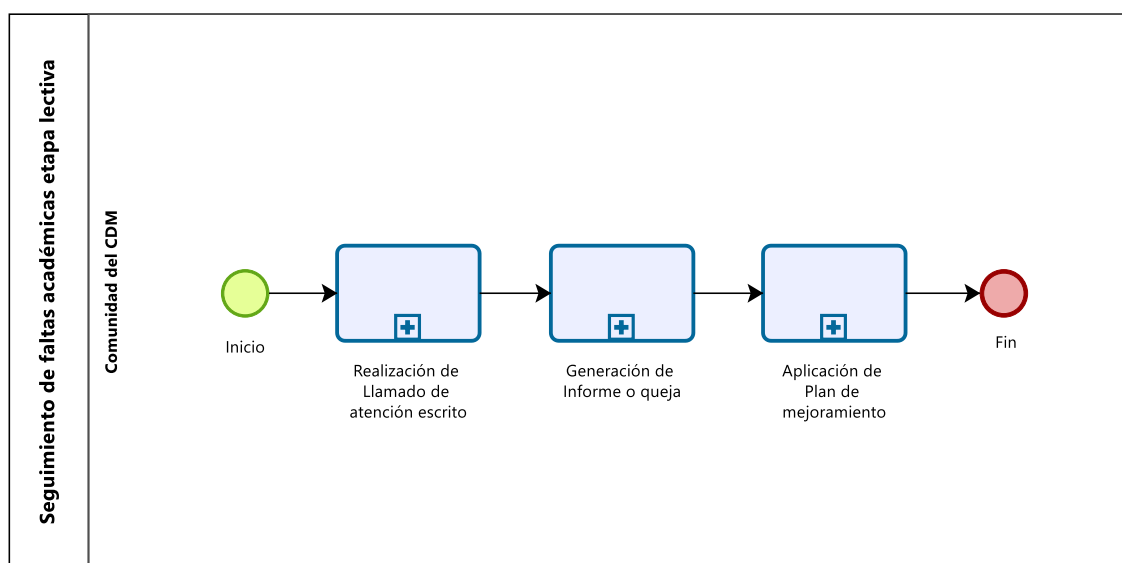 Seguimiento de faltas académicas etapa lectiva
Comunidad del CDM
Inicio
Realización de
Llamado de
atención escrito
Generación de
Informe o queja
Aplicación de
Plan de
mejoramiento
Fin